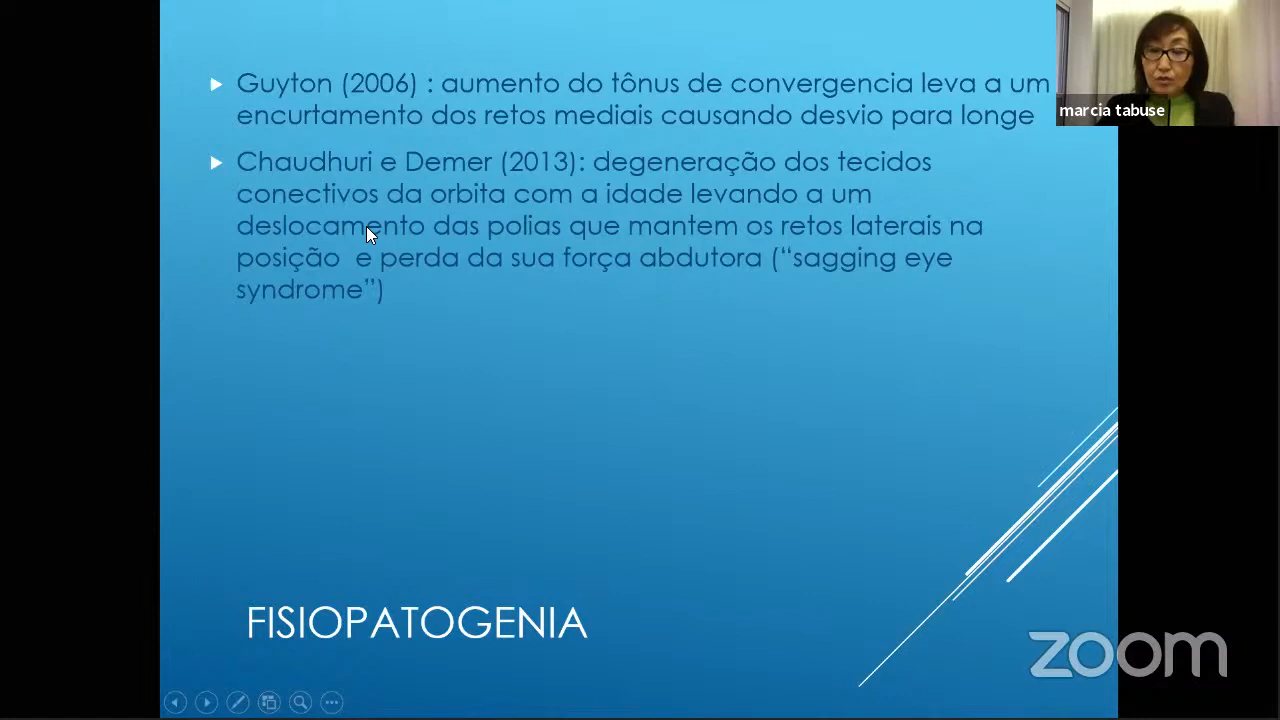 Guyton (2006) : aumento do tônus de convergencia leva a um
encurtamento dos retos mediais causando desvio para longe
Chaudhuri e Demer (2013): degeneração dos tecidos
conectivos da orbita com a idade levando a um
deslocamento das polias que mantem os retos laterais na
posição  e perda da sua força abdutora (“sagging eye
syndrome”)
marcia tabuse
FISIOPATOGENIA
zoom